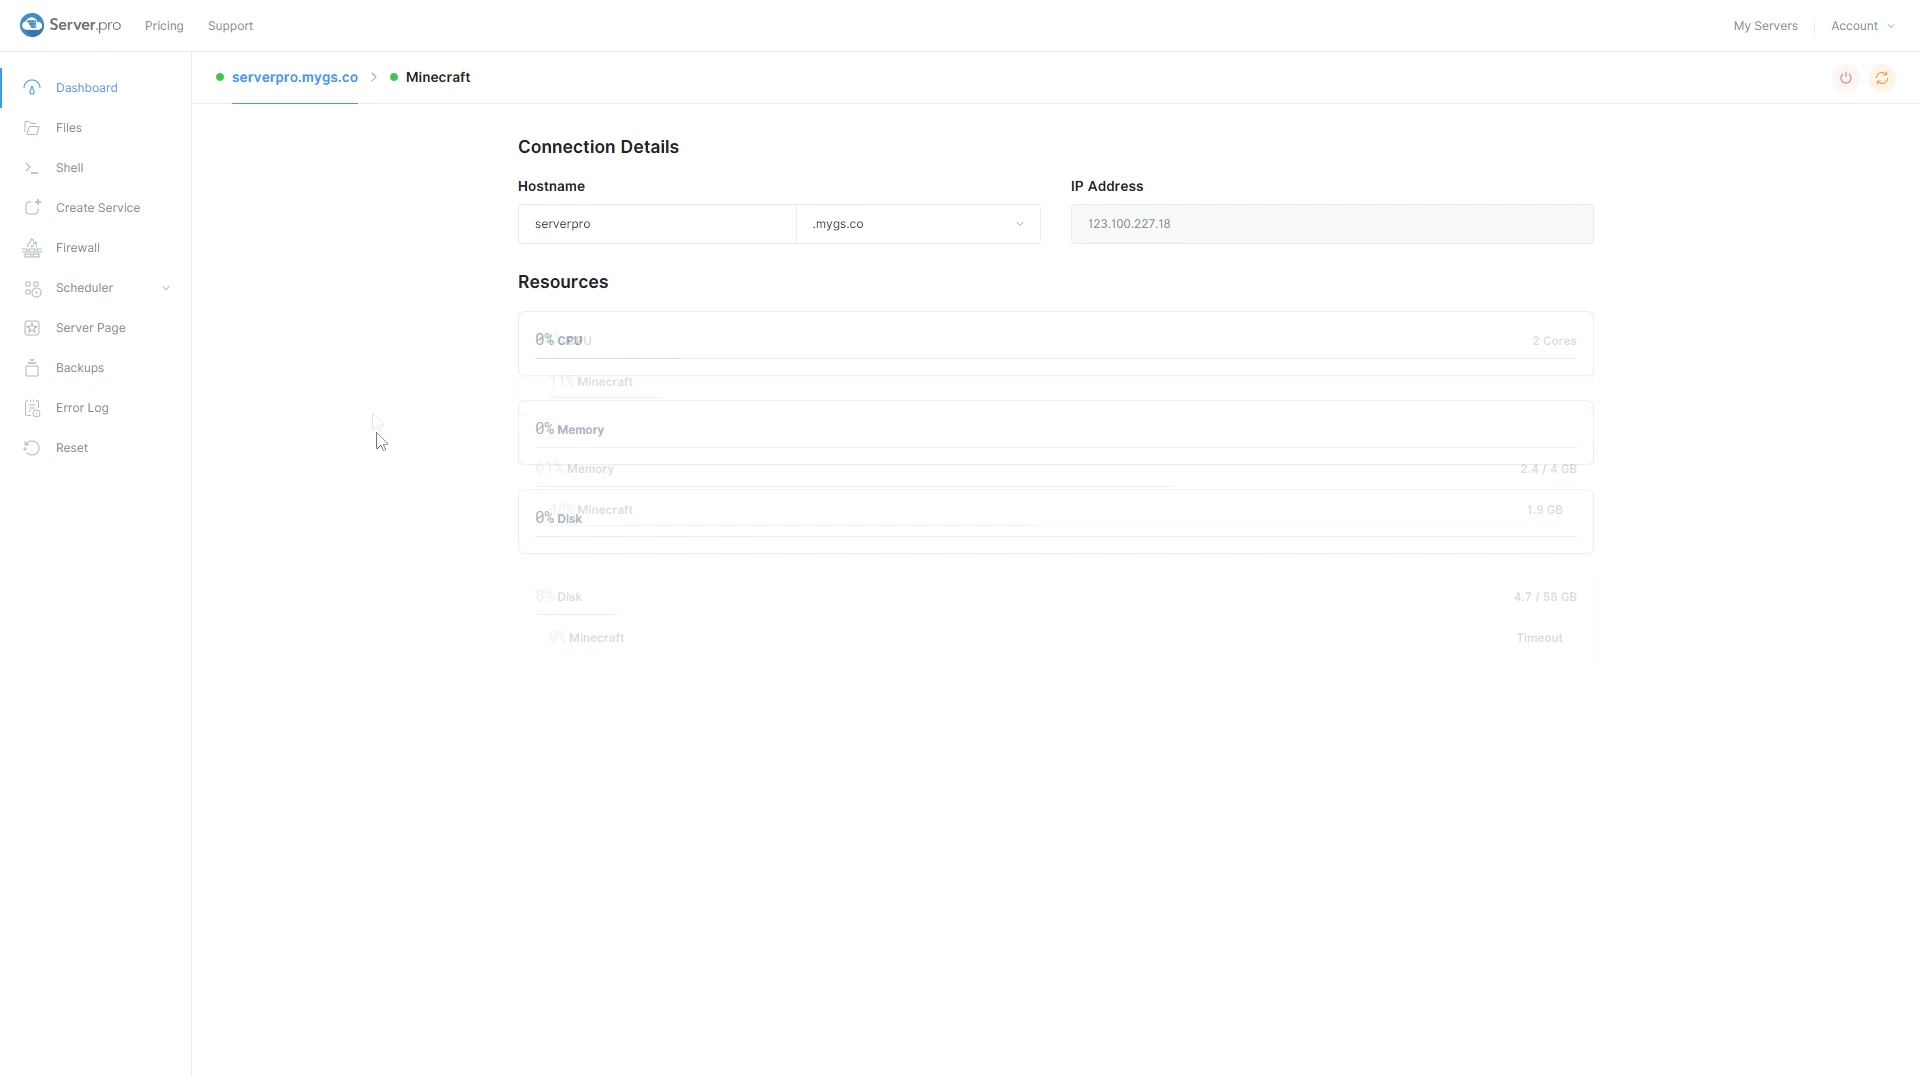 Server.pro
Pricing
Support
My Servers
Account
Dashboard
Files
Shell
Create Service
Firewall
Scheduler
Server Page
Backups
Error Log
Reset
serverpro.mygs.co
Minecraft
Connection Details
Hostname
IP Address
serverpro
.mygs.co
123.100.227.18
Resources
0% CPU
2 Cores
11% Minecraft
0% Memory
61% Memory
2.4 / 4 GB
Minecraft
1.9 GB
0% Disk
8% Disk
4.7 / 58 GB
0% Minecraft
Timeout